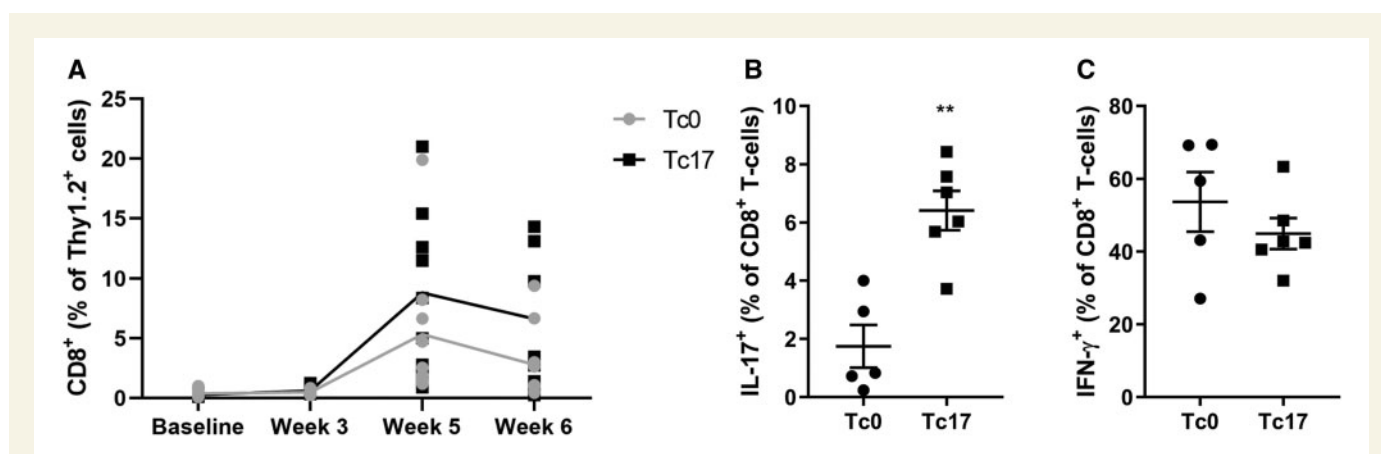 A
CD8⁺ (% of Thy1.2⁺ cells)
25
20
15
10
5
0
Baseline Week 3 Week 5 Week 6
Tc0
Tc17
B
IL-17⁺ (% of CD8⁺ T-cells)
10
8
6
4
2
0
**
Tc0 Tc17
C
IFN-γ⁺ (% of CD8⁺ T-cells)
80
60
40
20
0
Tc0 Tc17